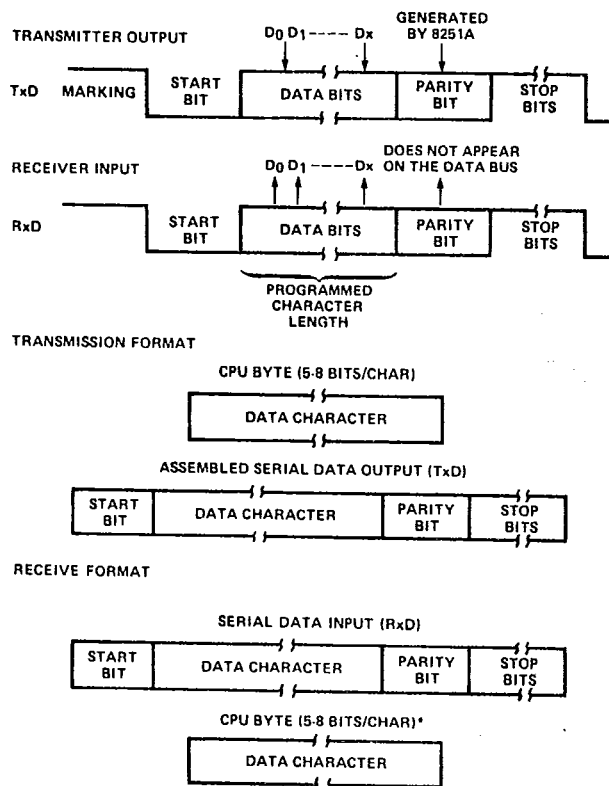 TRANSMITTER OUTPUT
D0 D1 ----- Dx
GENERATED
BY 8251A
TxD MARKING
START
BIT
DATA BITS
PARITY
BIT
STOP
BITS
RECEIVER INPUT
D0 D1 ----- Dx
DOES NOT APPEAR
ON THE DATA BUS
RxD
START
BIT
DATA BITS
PARITY
BIT
STOP
BITS
PROGRAMMED
CHARACTER
LENGTH
TRANSMISSION FORMAT
CPU BYTE (5-8 BITS/CHAR)
DATA CHARACTER
ASSEMBLED SERIAL DATA OUTPUT (TxD)
START
BIT
DATA CHARACTER
PARITY
BIT
STOP
BITS
RECEIVE FORMAT
SERIAL DATA INPUT (RxD)
START
BIT
DATA CHARACTER
PARITY
BIT
STOP
BITS
CPU BYTE (5-8 BITS/CHAR)*
DATA CHARACTER